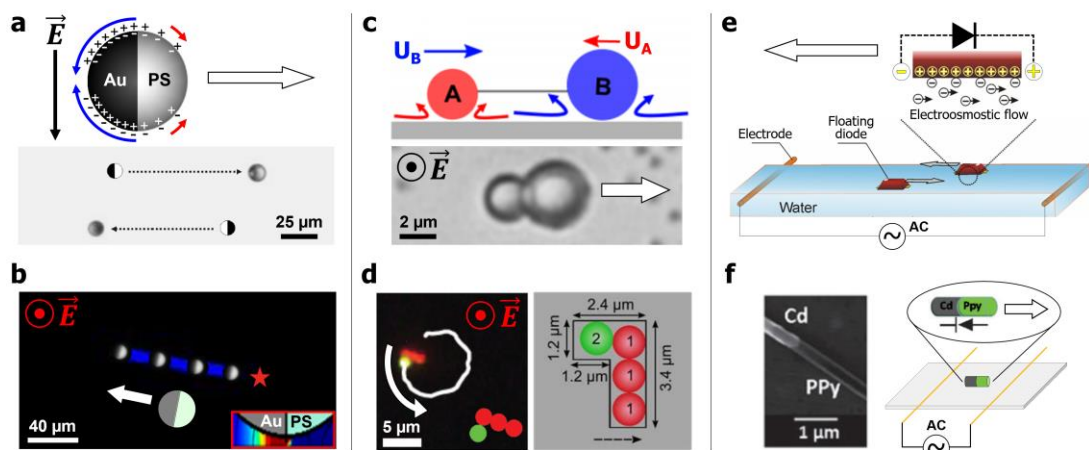 a
E
Au PS
25 µm
b
E
Au PS
40 µm
c
U_B
U_A
A
B
E
2 µm
d
E
5 µm
2.4 µm
1.2 µm
2 1
1
1
1.2 µm
3.4 µm
e
Electroosmostic flow
Electrode
Floating
diode
Water
AC
f
Cd
PPy
1 µm
Cd Ppy
AC